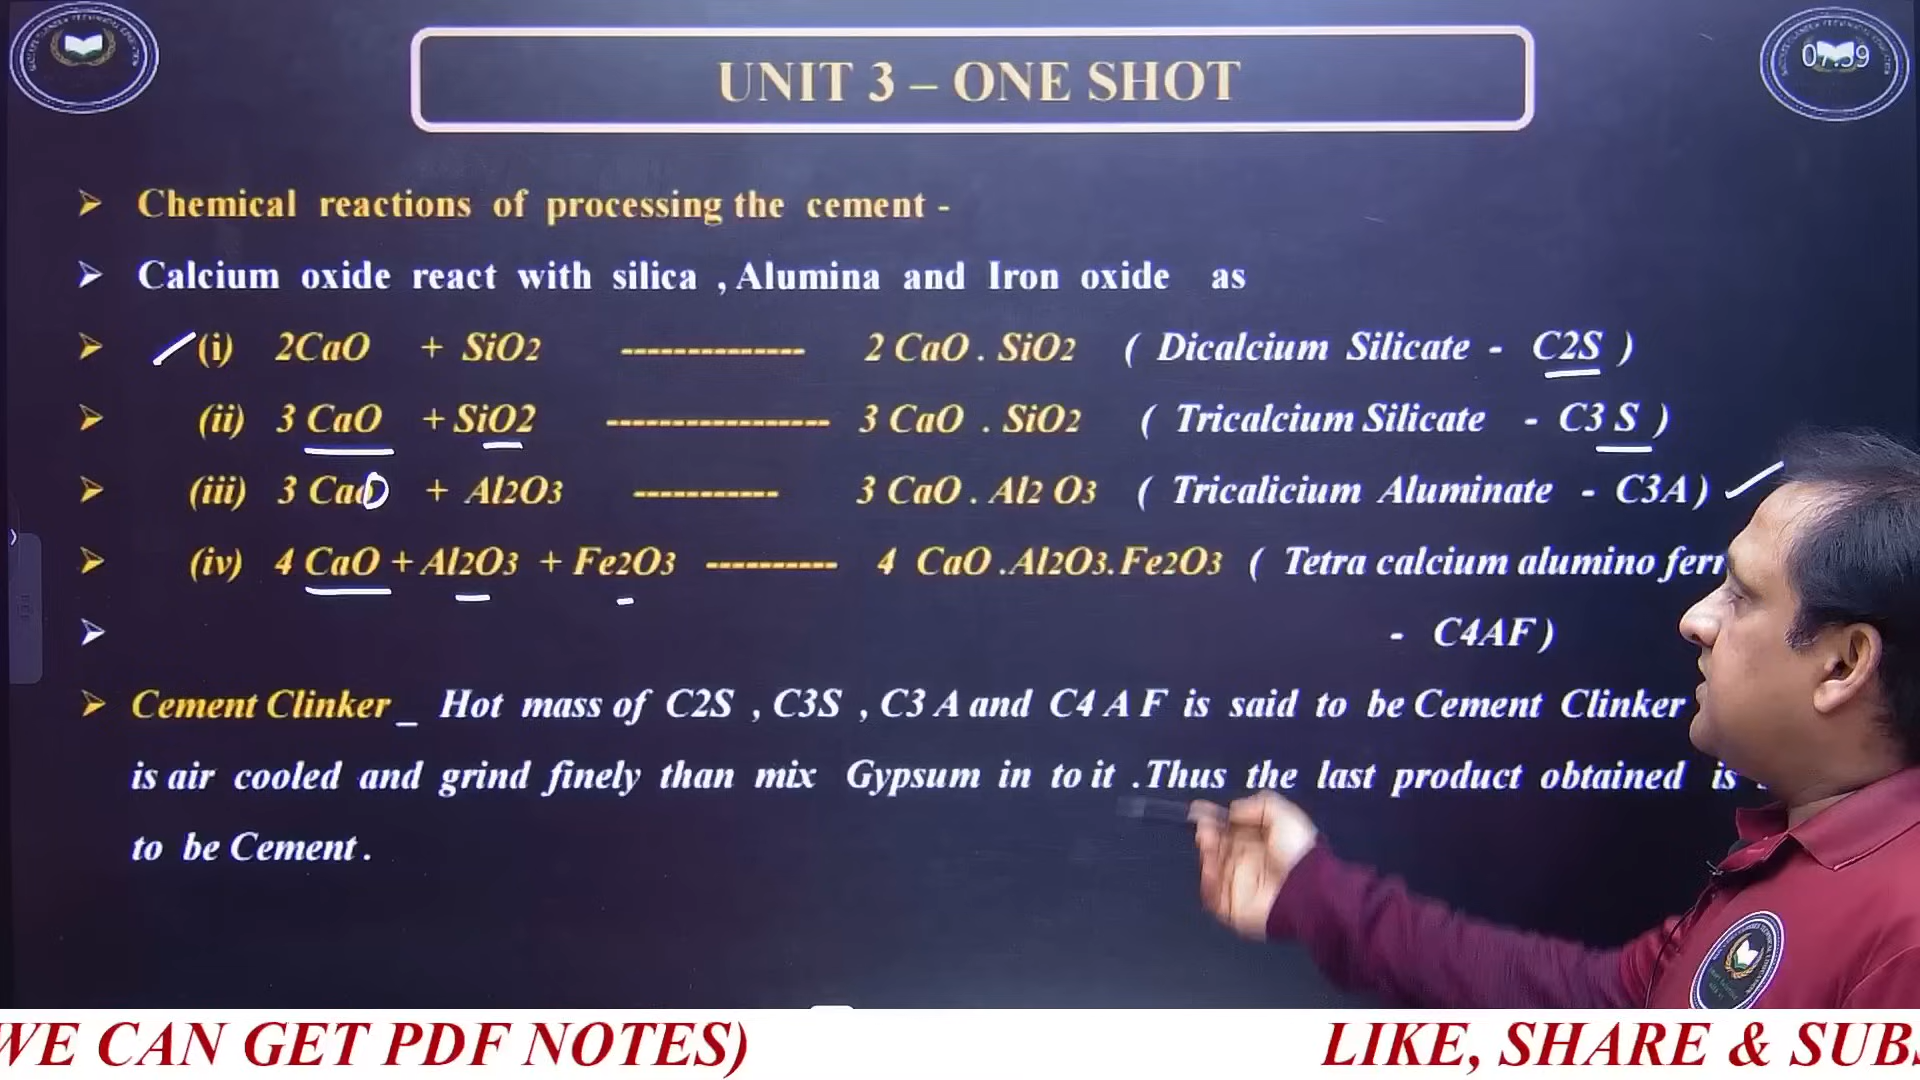 07:39
UNIT 3 – ONE SHOT
➤ Chemical reactions of processing the cement -
➤ Calcium oxide react with silica , Alumina and Iron oxide as
➤ (i) 2CaO + SiO2 -------------- 2 CaO . SiO2 ( Dicalcium Silicate - C2S )
➤ (ii) 3 CaO + SiO2 ----------------- 3 CaO . SiO2 ( Tricalcium Silicate - C3 S )
➤ (iii) 3 CaO + Al2O3 ----------- 3 CaO . Al2 O3 ( Tricalicium Aluminate - C3A )
➤ (iv) 4 CaO + Al2O3 + Fe2O3 ---------- 4 CaO .Al2O3.Fe2O3 ( Tetra calcium alumino ferr
➤ - C4AF )
➤ Cement Clinker _ Hot mass of C2S , C3S , C3 A and C4 A F is said to be Cement Clinker
is air cooled and grind finely than mix Gypsum in to it . Thus the last product obtained is
to be Cement .
WE CAN GET PDF NOTES) LIKE, SHARE & SUBS